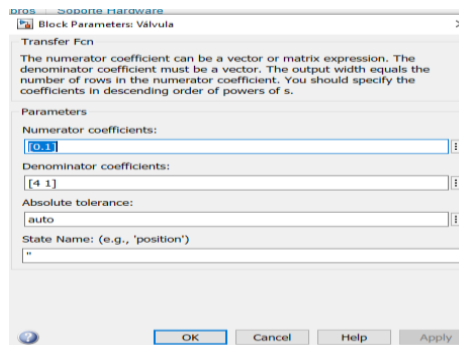 pros Soporte Hardware
Block Parameters: Válvula
Transfer Fcn
The numerator coefficient can be a vector or matrix expression. The
denominator coefficient must be a vector. The output width equals the
number of rows in the numerator coefficient. You should specify the
coefficients in descending order of powers of s.
Parameters
Numerator coefficients:
[0.1]
Denominator coefficients:
[4 1]
Absolute tolerance:
auto
State Name: (e.g., 'position')
''
OK Cancel Help Apply